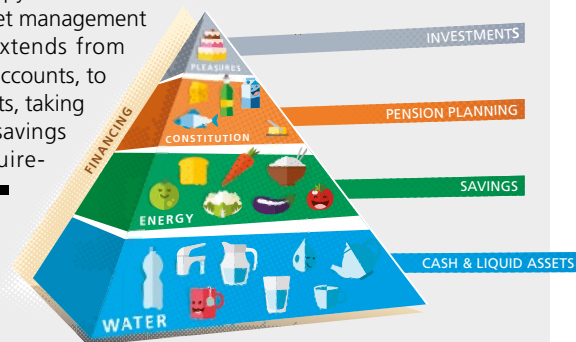 et management
xtends from
ccounts, to
ts, taking
savings
uire-
FINANCING
PLEASURES
INVESTMENTS
CONSTITUTION
PENSION PLANNING
ENERGY
SAVINGS
WATER
CASH & LIQUID ASSETS